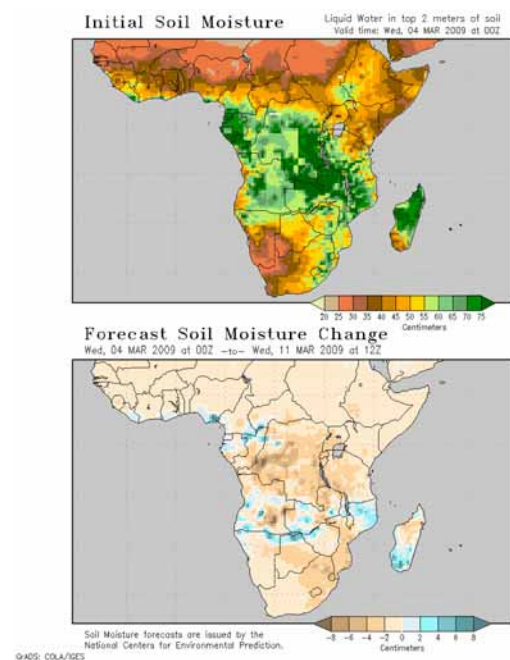 Initial Soil Moisture
Liquid Water in top 2 meters of soil
Valid time: Wed, 04 MAR 2009 at 00Z
20 25 30 35 40 45 50 55 60 65 70 75
Centimeters
Forecast Soil Moisture Change
Wed, 04 MAR 2009 at 00Z -to- Wed, 11 MAR 2009 at 12Z
Soil Moisture forecasts are issued by the
National Centers for Environmental Prediction.
-8 -6 -4 -2 0 2 4 6 8
Centimeters
GrADS: COLA/IGES